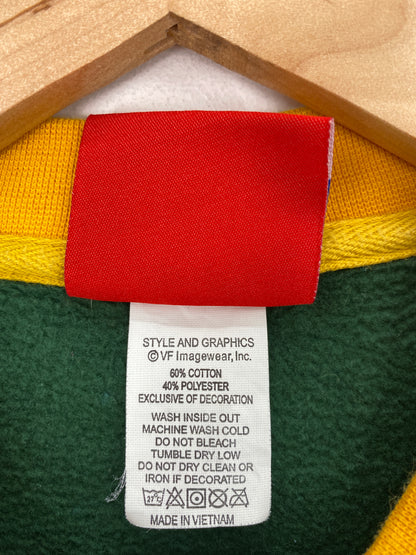 STYLE AND GRAPHICS
© VF Imagewear, Inc.
60% COTTON
40% POLYESTER
EXCLUSIVE OF DECORATION
WASH INSIDE OUT
MACHINE WASH COLD
DO NOT BLEACH
TUMBLE DRY LOW
DO NOT DRY CLEAN OR
IRON IF DECORATED
27°C
MADE IN VIETNAM